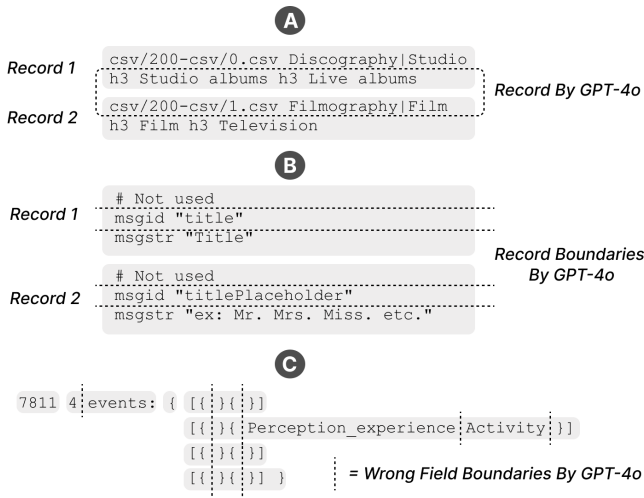 A
Record 1
csv/200-csv/0.csv Discography|Studio
h3 Studio albums h3 Live albums
Record By GPT-4o
Record 2
csv/200-csv/1.csv Filmography|Film
h3 Film h3 Television
B
Record 1
# Not used
msgid "title"
msgstr "Title"
Record Boundaries
By GPT-4o
Record 2
# Not used
msgid "titlePlaceholder"
msgstr "ex: Mr. Mrs. Miss. etc."
C
7811 4 events: { [{ }{ }]
[{ }{ Perception_experience Activity }]
[{ }{ }]
[{ }{ }] }
= Wrong Field Boundaries By GPT-4o